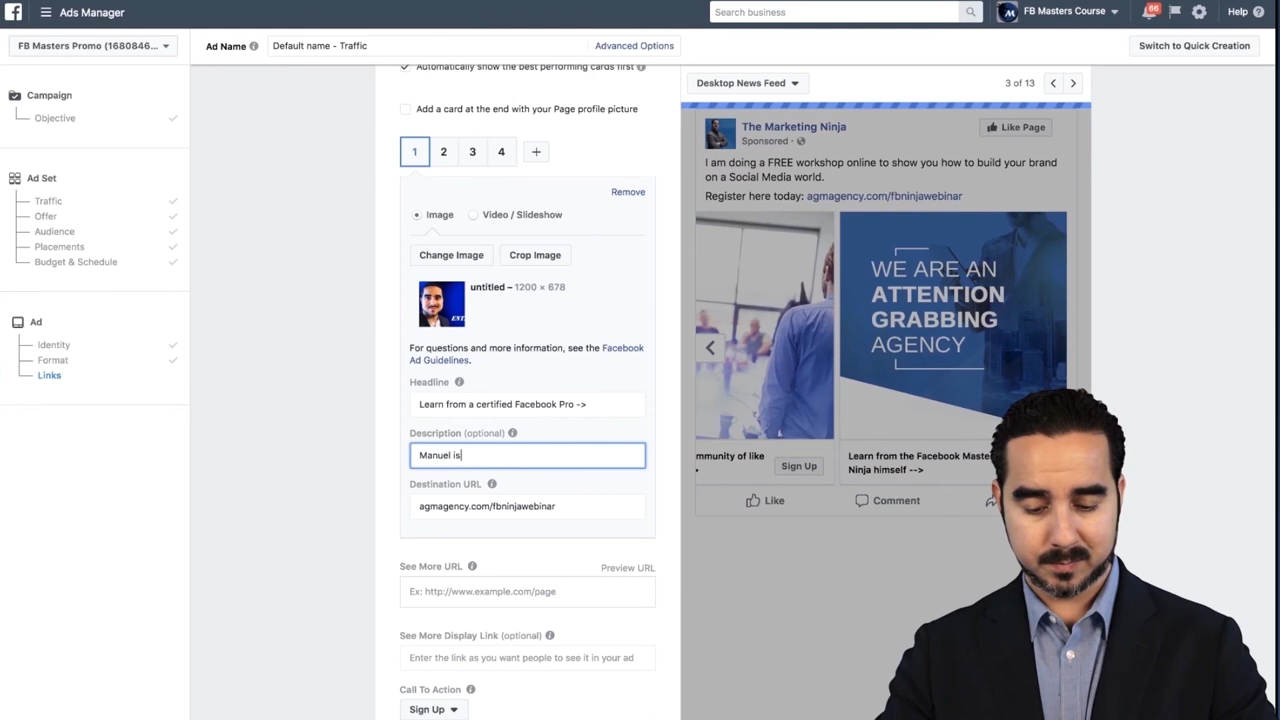 Ads Manager
Search business
FB Masters Course
66
Help
FB Masters Promo (1680846...
Ad Name
Default name - Traffic
Advanced Options
Switch to Quick Creation
Campaign
Objective
Ad Set
Traffic
Offer
Audience
Placements
Budget & Schedule
Ad
Identity
Format
Links
Automatically show the best performing cards first
Add a card at the end with your Page profile picture
1
2
3
4
+
Remove
Image
Video / Slideshow
Change Image
Crop Image
untitled – 1200 × 678
For questions and more information, see the Facebook
Ad Guidelines.
Headline
Learn from a certified Facebook Pro ->
Description (optional)
Manuel is
Destination URL
agmagency.com/fbninjawebinar
See More URL
Preview URL
Ex: http://www.example.com/page
See More Display Link (optional)
Enter the link as you want people to see it in your ad
Call To Action
Sign Up
Desktop News Feed
3 of 13
The Marketing Ninja
Sponsored
Like Page
I am doing a FREE workshop online to show you how to build your brand
on a Social Media world.
Register here today: agmagency.com/fbninjawebinar
WE ARE AN
ATTENTION
GRABBING
AGENCY
mmunity of like
Sign Up
Learn from the Facebook Master
Ninja himself -->
Like
Comment